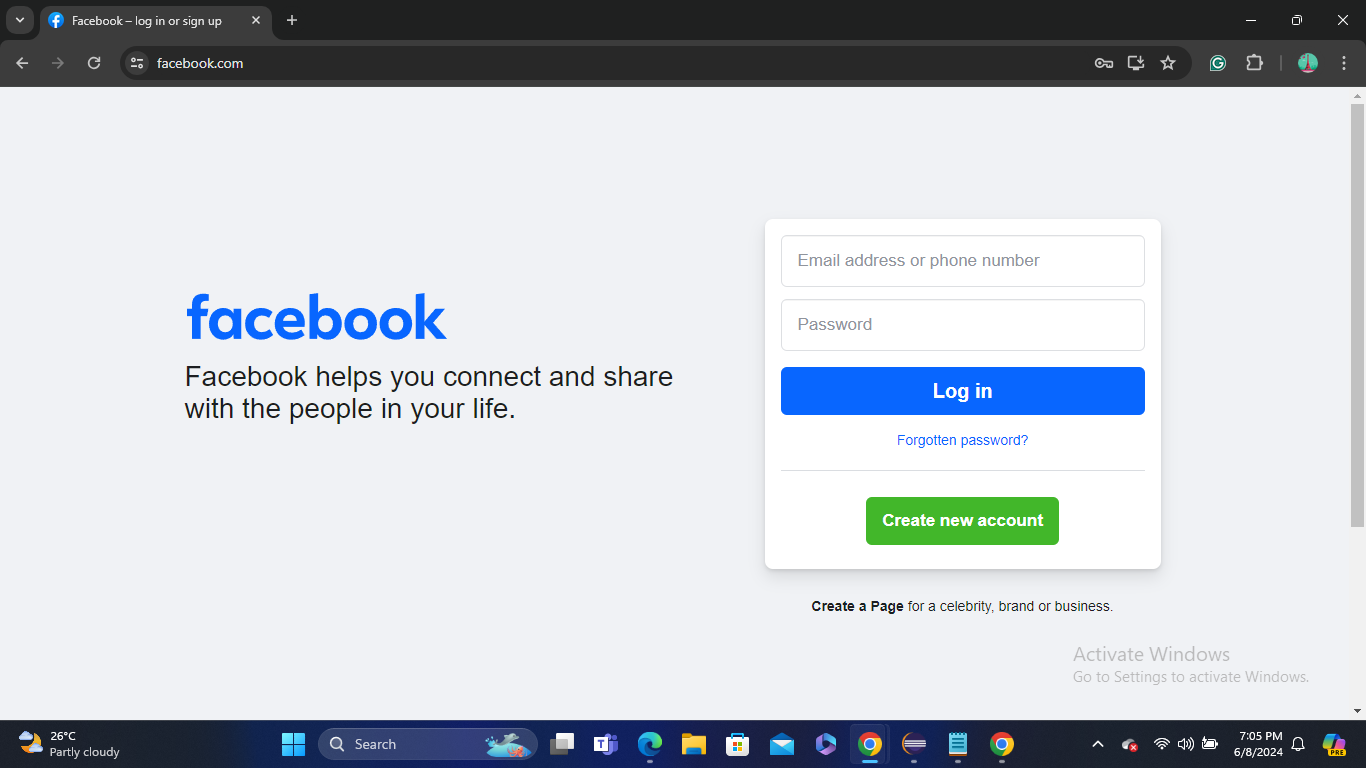 Facebook – log in or sign up
facebook.com
facebook
Facebook helps you connect and share
with the people in your life.
Email address or phone number
Password
Log in
Forgotten password?
Create new account
Create a Page for a celebrity, brand or business.
Activate Windows
Go to Settings to activate Windows.
26°C
Partly cloudy
Search
7:05 PM
6/8/2024
PRE